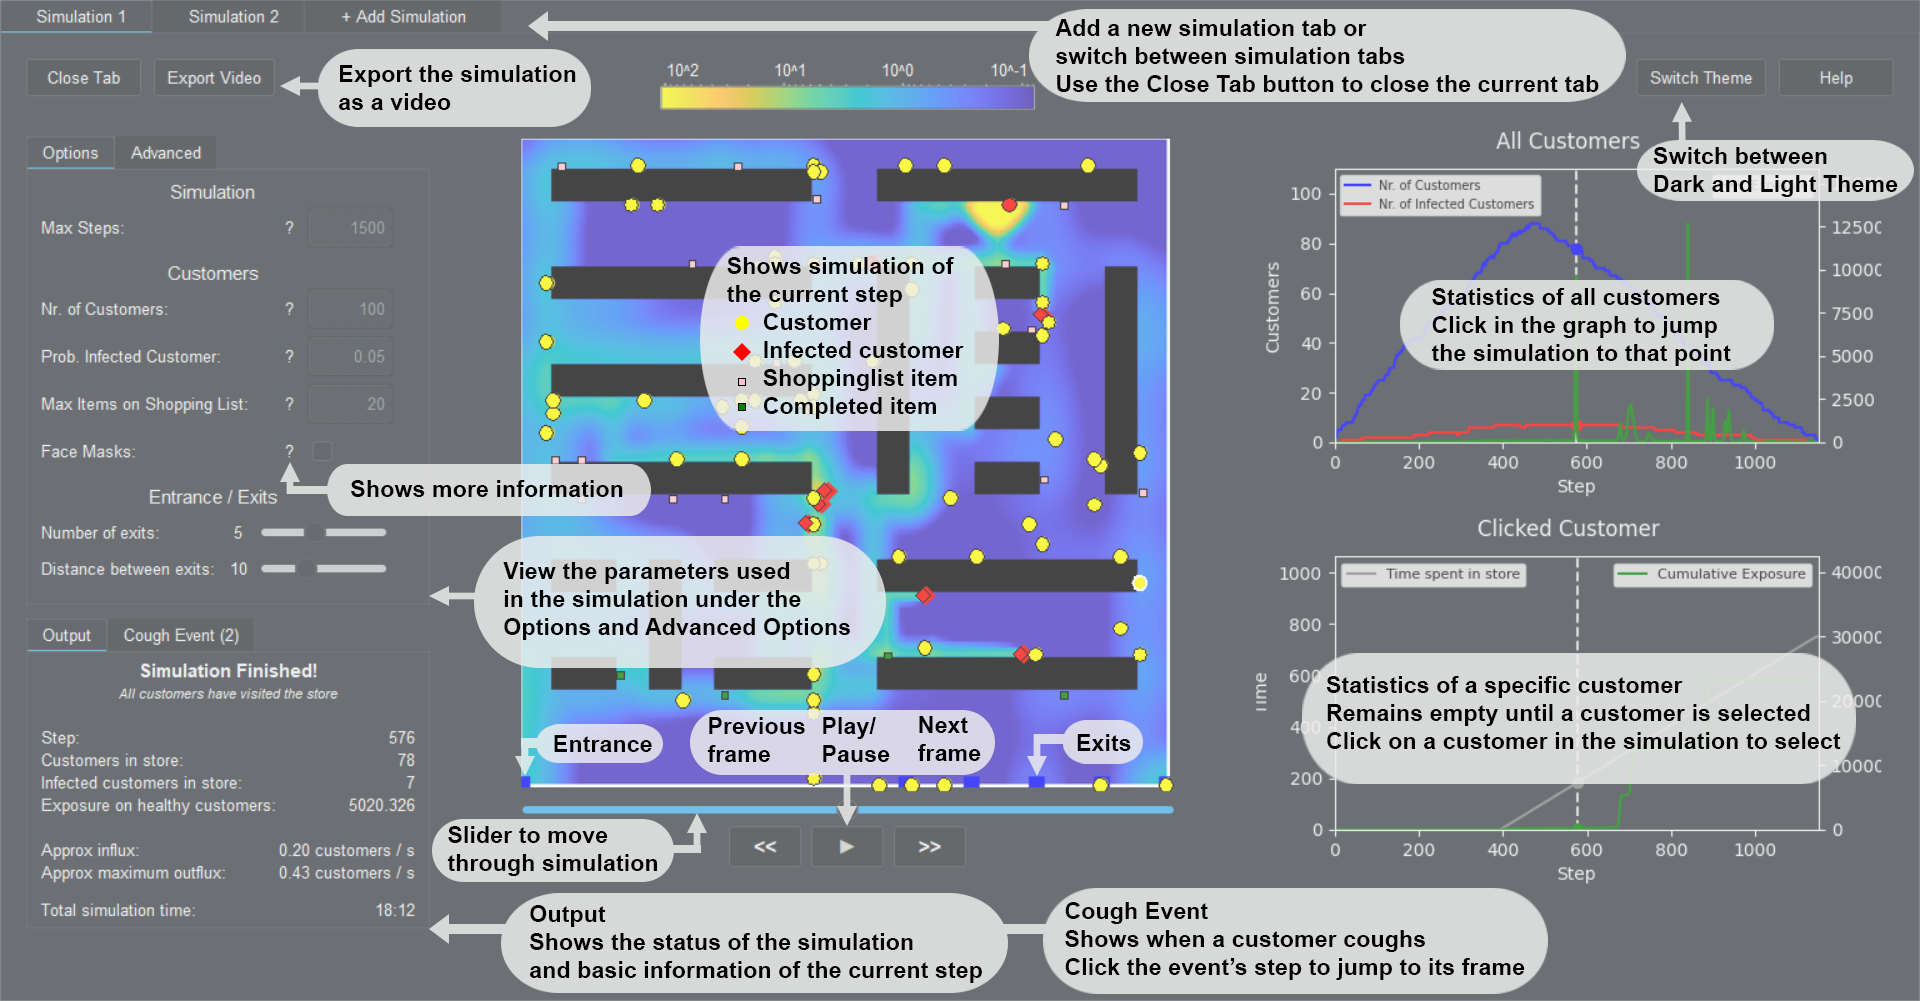 Simulation 1
Simulation 2
+ Add Simulation
Close Tab
Export Video
Export the simulation
as a video
10^2
10^1
10^0
10^-1
Add a new simulation tab or
switch between simulation tabs
Use the Close Tab button to close the current tab
Switch Theme
Help
Switch between
Dark and Light Theme
Options
Advanced
Simulation
Max Steps:
?
1500
Customers
Nr. of Customers:
?
100
Prob. Infected Customer:
?
0.05
Max Items on Shopping List:
?
20
Face Masks:
?
Shows more information
Entrance / Exits
Number of exits:
5
Distance between exits:
10
View the parameters used
in the simulation under the
Options and Advanced Options
Output
Cough Event (2)
Simulation Finished!
All customers have visited the store
Step:
576
Customers in store:
78
Infected customers in store:
7
Exposure on healthy customers:
5020.326
Approx influx:
0.20 customers / s
Approx maximum outflux:
0.43 customers / s
Total simulation time:
18:12
Shows simulation of
the current step
Customer
Infected customer
Shoppinglist item
Completed item
Entrance
Previous
frame
Play/
Pause
Next
frame
Exits
Slider to move
through simulation
<<
>>
Output
Shows the status of the simulation
and basic information of the current step
Cough Event
Shows when a customer coughs
Click the event's step to jump to its frame
All Customers
Nr. of Customers
Nr. of Infected Customers
Customers
100
80
60
40
20
0
12500
10000
7500
5000
2500
0
0
200
400
600
800
1000
Step
Statistics of all customers
Click in the graph to jump
the simulation to that point
Clicked Customer
Time spent in store
Cumulative Exposure
Time
1000
800
600
400
200
0
40000
30000
20000
10000
0
0
200
400
600
800
1000
Step
Statistics of a specific customer
Remains empty until a customer is selected
Click on a customer in the simulation to select